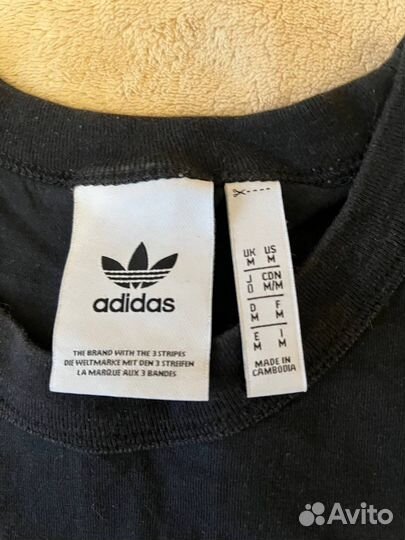 adidas
THE BRAND WITH THE 3 STRIPES
DIE WELTMARKE MIT DEN 3 STREIFEN
LA MARQUE AUX 3 BANDES
UK US
M M
J CDN
O M/M
D F
M M
E I
M M
MADE IN
CAMBODIA
Avito